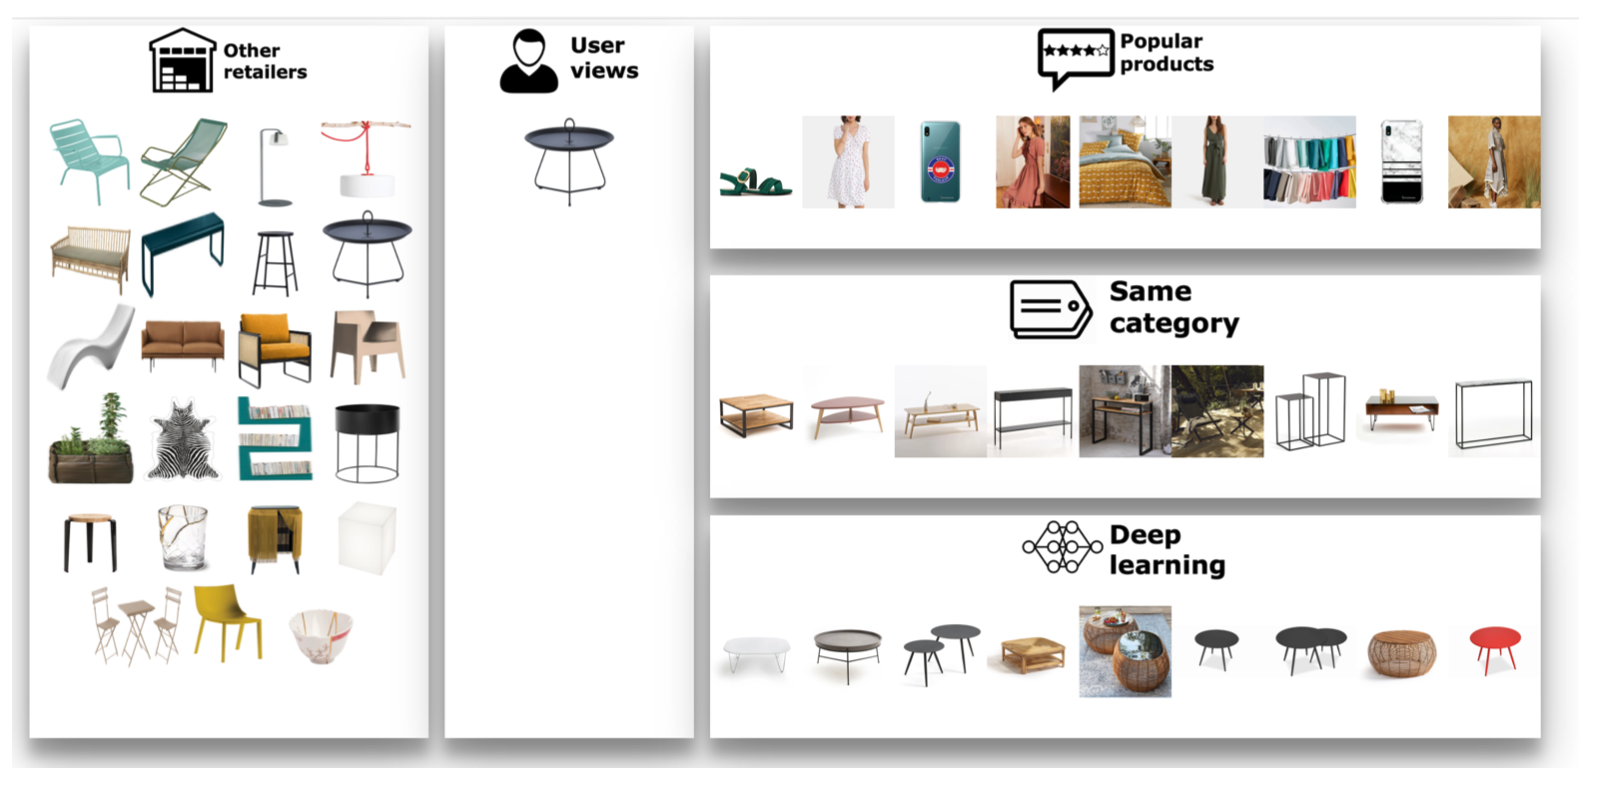 Other
retailers
User
views
Popular
products
Same
category
Deep
learning